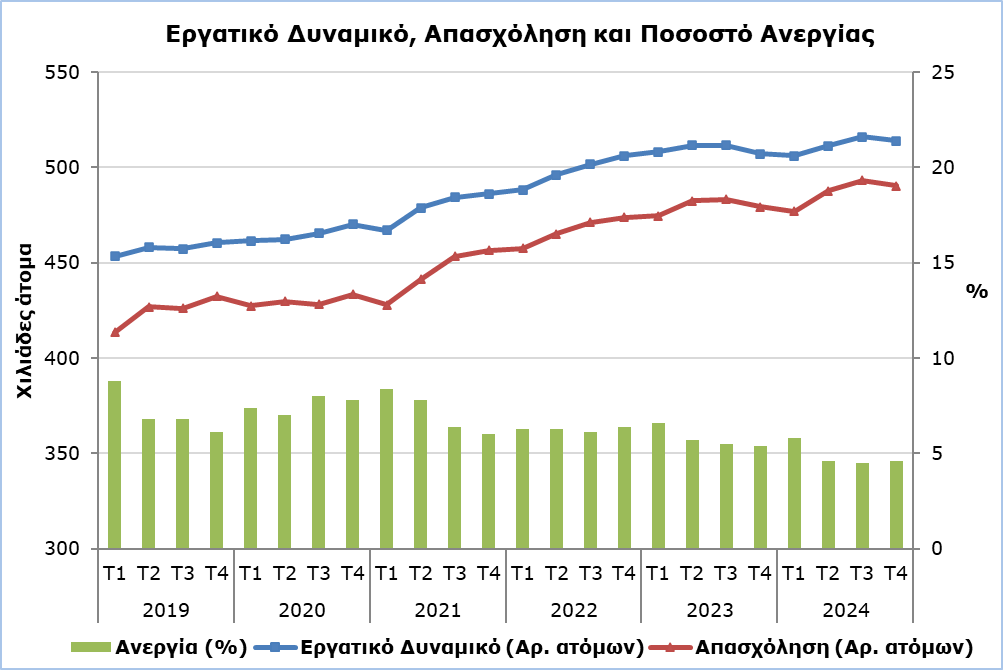 Εργατικό Δυναμικό, Απασχόληση και Ποσοστό Ανεργίας
550
500
450
400
350
300
Χιλιάδες άτομα
25
20
15
10
5
0
%
Τ1 Τ2 Τ3 Τ4 Τ1 Τ2 Τ3 Τ4 Τ1 Τ2 Τ3 Τ4 Τ1 Τ2 Τ3 Τ4 Τ1 Τ2 Τ3 Τ4 Τ1 Τ2 Τ3 Τ4
2019 2020 2021 2022 2023 2024
Ανεργία (%) Εργατικό Δυναμικό (Αρ. ατόμων) Απασχόληση (Αρ. ατόμων)